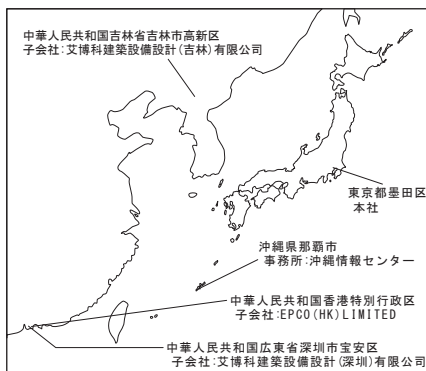 中華人民共和国吉林省吉林市高新区
子会社:艾博科建築設備設計(吉林)有限公司
東京都墨田区
本社
沖縄県那覇市
事務所:沖縄情報センター
中華人民共和国香港特別行政区
子会社:EPCO(HK)LIMITED
中華人民共和国広東省深圳市宝安区
子会社:艾博科建築設備設計(深圳)有限公司